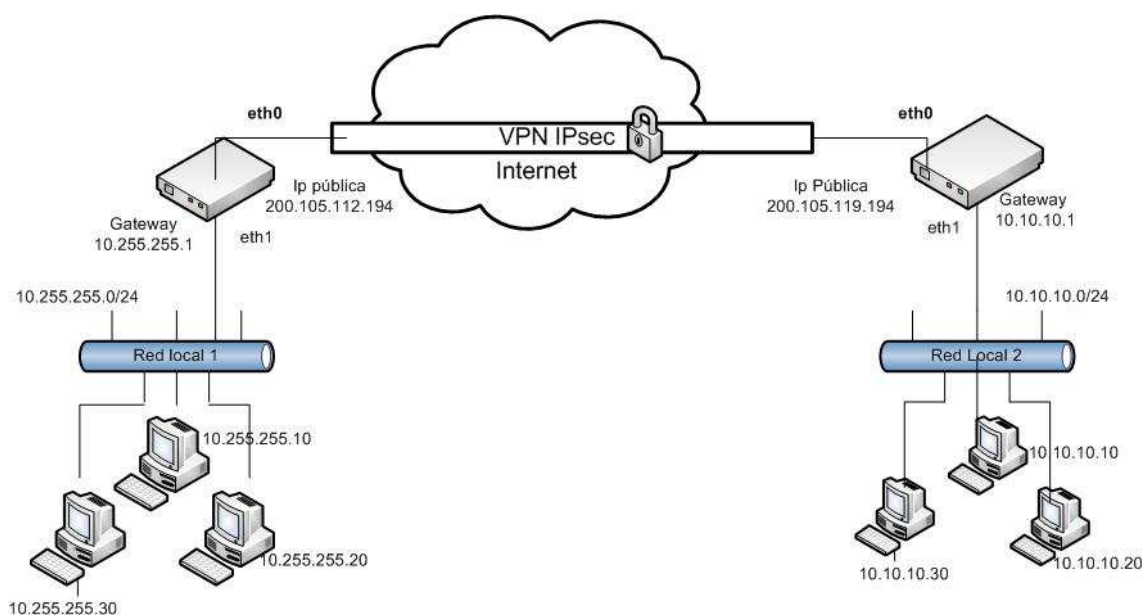 eth0
eth0
VPN IPsec
Internet
Ip pública
200.105.112.194
Ip Pública
200.105.119.194
Gateway
10.255.255.1
eth1
Gateway
10.10.10.1
eth1
10.255.255.0/24
10.10.10.0/24
Red local 1
Red Local 2
10.255.255.10
10.255.255.20
10.255.255.30
10.10.10.10
10.10.10.30
10.10.10.20